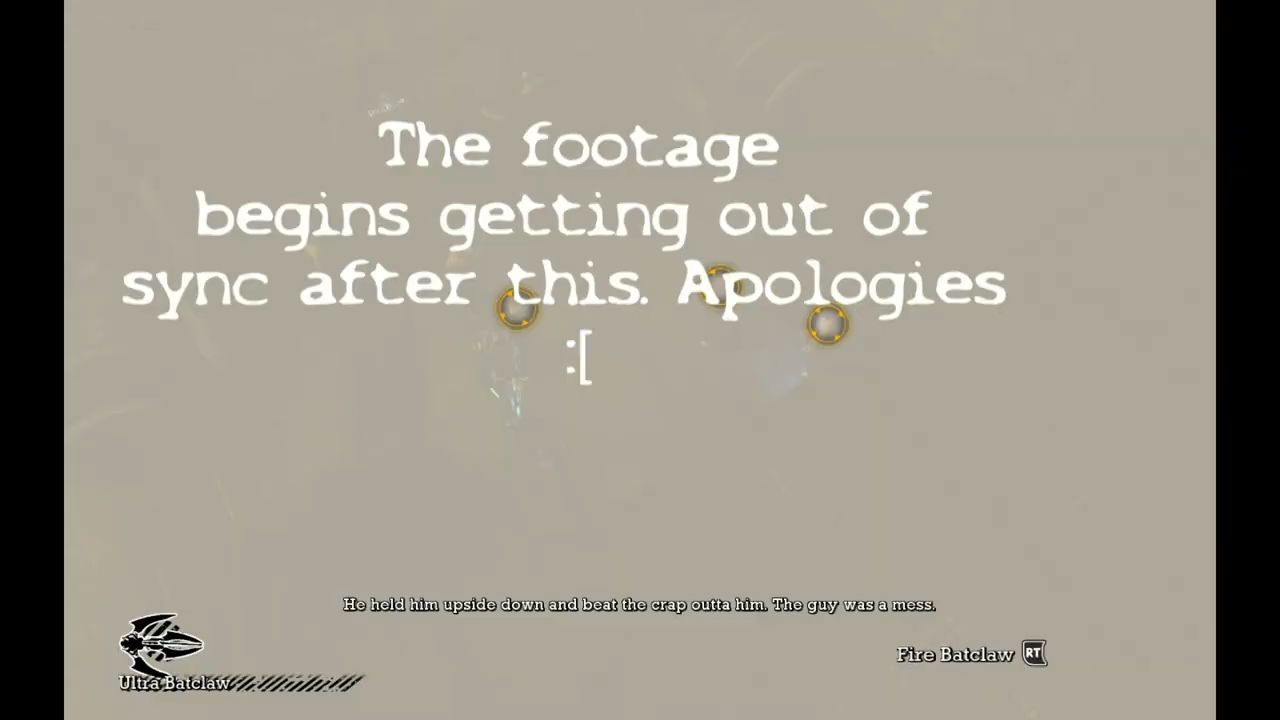 The footage
begins getting out of
sync after this. Apologies
:[
He held him upside down and beat the crap outta him. The guy was a mess.
Fire Batclaw RT
Ultra Batclaw